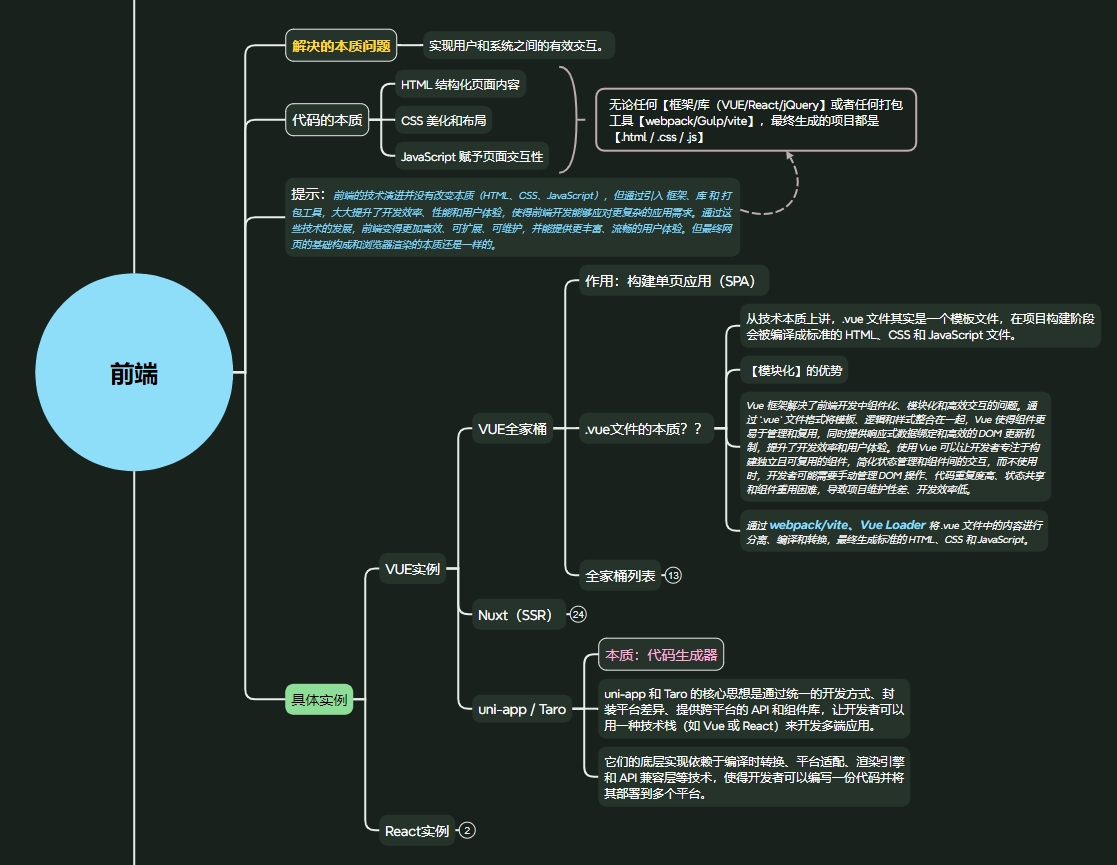 前端
解决的本质问题
实现用户和系统之间的有效交互。
代码的本质
HTML 结构化页面内容
CSS 美化和布局
JavaScript 赋予页面交互性
无论任何【框架/库（VUE/React/jQuery】或者任何打包
工具【webpack/Gulp/vite】，最终生成的项目都是
【.html / .css / .js】
提示：前端的技术演进并没有改变本质（HTML、CSS、JavaScript），但通过引入 框架、库 和 打
包工具，大大提升了开发效率、性能和用户体验，使得前端开发能够应对更复杂的应用需求。通过这
些技术的发展，前端变得更加高效、可扩展、可维护，并能提供更丰富、流畅的用户体验。但最终网
页的基础构成和浏览器渲染的本质还是一样的。
具体实例
VUE实例
VUE全家桶
作用：构建单页应用（SPA）
.vue文件的本质？？
从技术本质上讲，.vue 文件其实是一个模板文件，在项目构建阶段
会被编译成标准的 HTML、CSS 和 JavaScript 文件。
【模块化】的优势
Vue 框架解决了前端开发中组件化、模块化和高效交互的问题。通
过 `.vue` 文件格式将模板、逻辑和样式整合在一起，Vue 使得组件更
易于管理和复用，同时提供响应式数据绑定和高效的 DOM 更新机
制，提升了开发效率和用户体验。使用 Vue 可以让开发者专注于构
建独立且可复用的组件，简化状态管理和组件间的交互，而不使用
时，开发者可能需要手动管理 DOM 操作、代码重复度高、状态共享
和组件重用困难，导致项目维护性差、开发效率低。
通过 webpack/vite、Vue Loader 将 .vue 文件中的内容进行
分离、编译和转换，最终生成标准的 HTML、CSS 和 JavaScript。
全家桶列表 13
Nuxt（SSR） 24
uni-app / Taro
本质：代码生成器
uni-app 和 Taro 的核心思想是通过统一的开发方式、封
装平台差异、提供跨平台的 API 和组件库，让开发者可以
用一种技术栈（如 Vue 或 React）来开发多端应用。
它们的底层实现依赖于编译时转换、平台适配、渲染引擎
和 API 兼容层等技术，使得开发者可以编写一份代码并将
其部署到多个平台。
React实例 2